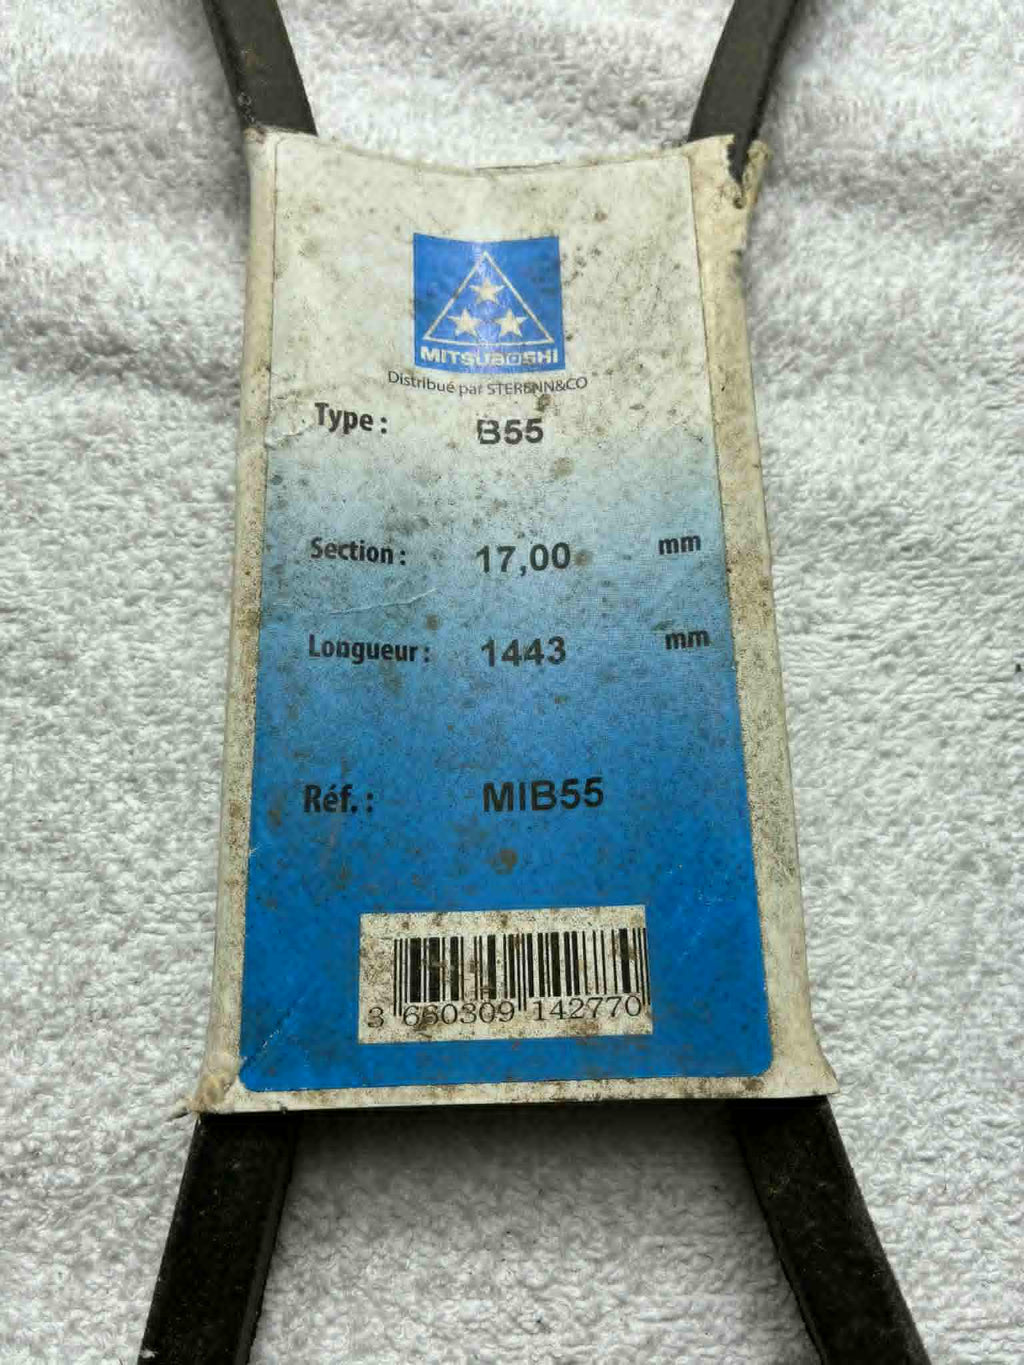 MITSUBOSHI
Distribué par STERENN&CO
Type : B55
Section : 17,00 mm
Longueur : 1443 mm
Réf. : MIB55
3 660309 142770